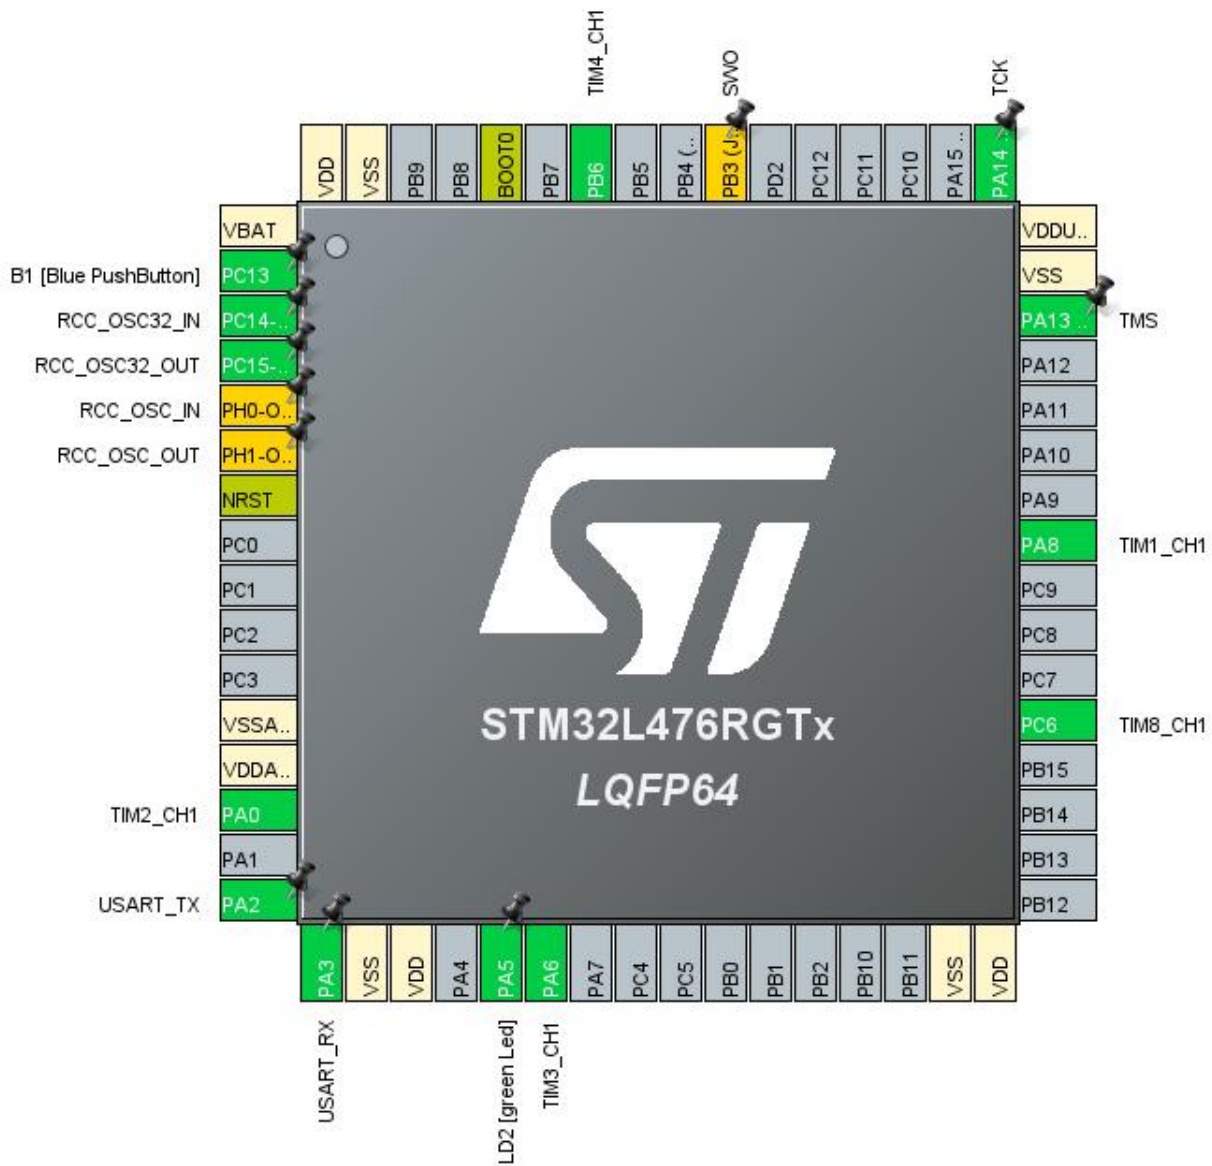 TIM4_CH1
SWO
TCK
VDD
VSS
PB9
PB8
BOOT0
PB7
PB6
PB5
PB4 (..
PB3 (J..
PD2
PC12
PC11
PC10
PA15 ..
PA14 ..
VBAT
B1 [Blue PushButton] PC13
RCC_OSC32_IN PC14-..
RCC_OSC32_OUT PC15-..
RCC_OSC_IN PH0-O..
RCC_OSC_OUT PH1-O..
NRST
PC0
PC1
PC2
PC3
VSSA..
VDDA..
TIM2_CH1 PA0
PA1
USART_TX PA2
STM32L476RGTx
LQFP64
VDDU..
VSS
PA13 .. TMS
PA12
PA11
PA10
PA9
PA8 TIM1_CH1
PC9
PC8
PC7
PC6 TIM8_CH1
PB15
PB14
PB13
PB12
PA3
VSS
VDD
PA4
PA5
PA6
PA7
PC4
PC5
PB0
PB1
PB2
PB10
PB11
VSS
VDD
USART_RX
LD2 [green Led]
TIM3_CH1